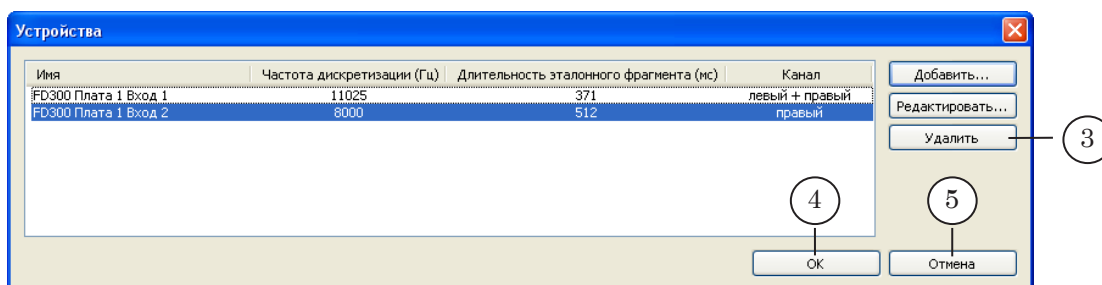 Устройства
Имя Частота дискретизации (Гц) Длительность эталонного фрагмента (мс) Канал Добавить...
FD300 Плата 1 Вход 1 11025 371 левый + правый
FD300 Плата 1 Вход 2 8000 512 правый
Редактировать...
Удалить 3
4 5
OK Отмена